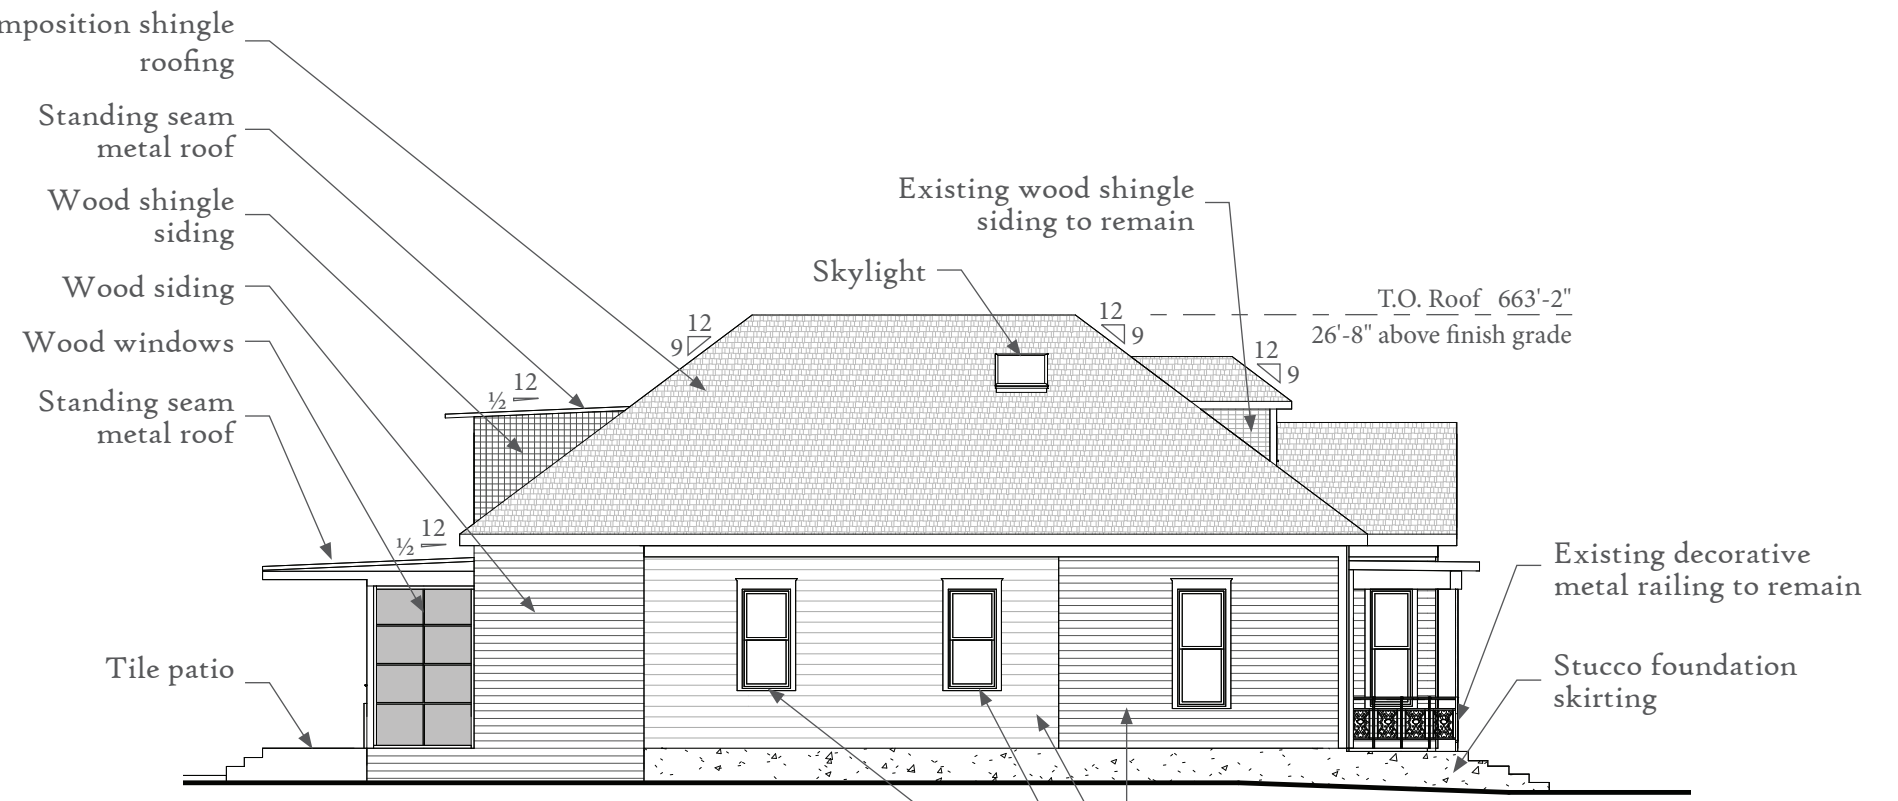 mposition shingle
roofing
Standing seam
metal roof
Wood shingle
siding
Wood siding
Wood windows
Standing seam
metal roof
Tile patio
Existing wood shingle
siding to remain
Skylight
T.O. Roof 663'-2"
26'-8" above finish grade
12
9
12
9
12
9
12
½
12
½
Existing decorative
metal railing to remain
Stucco foundation
skirting